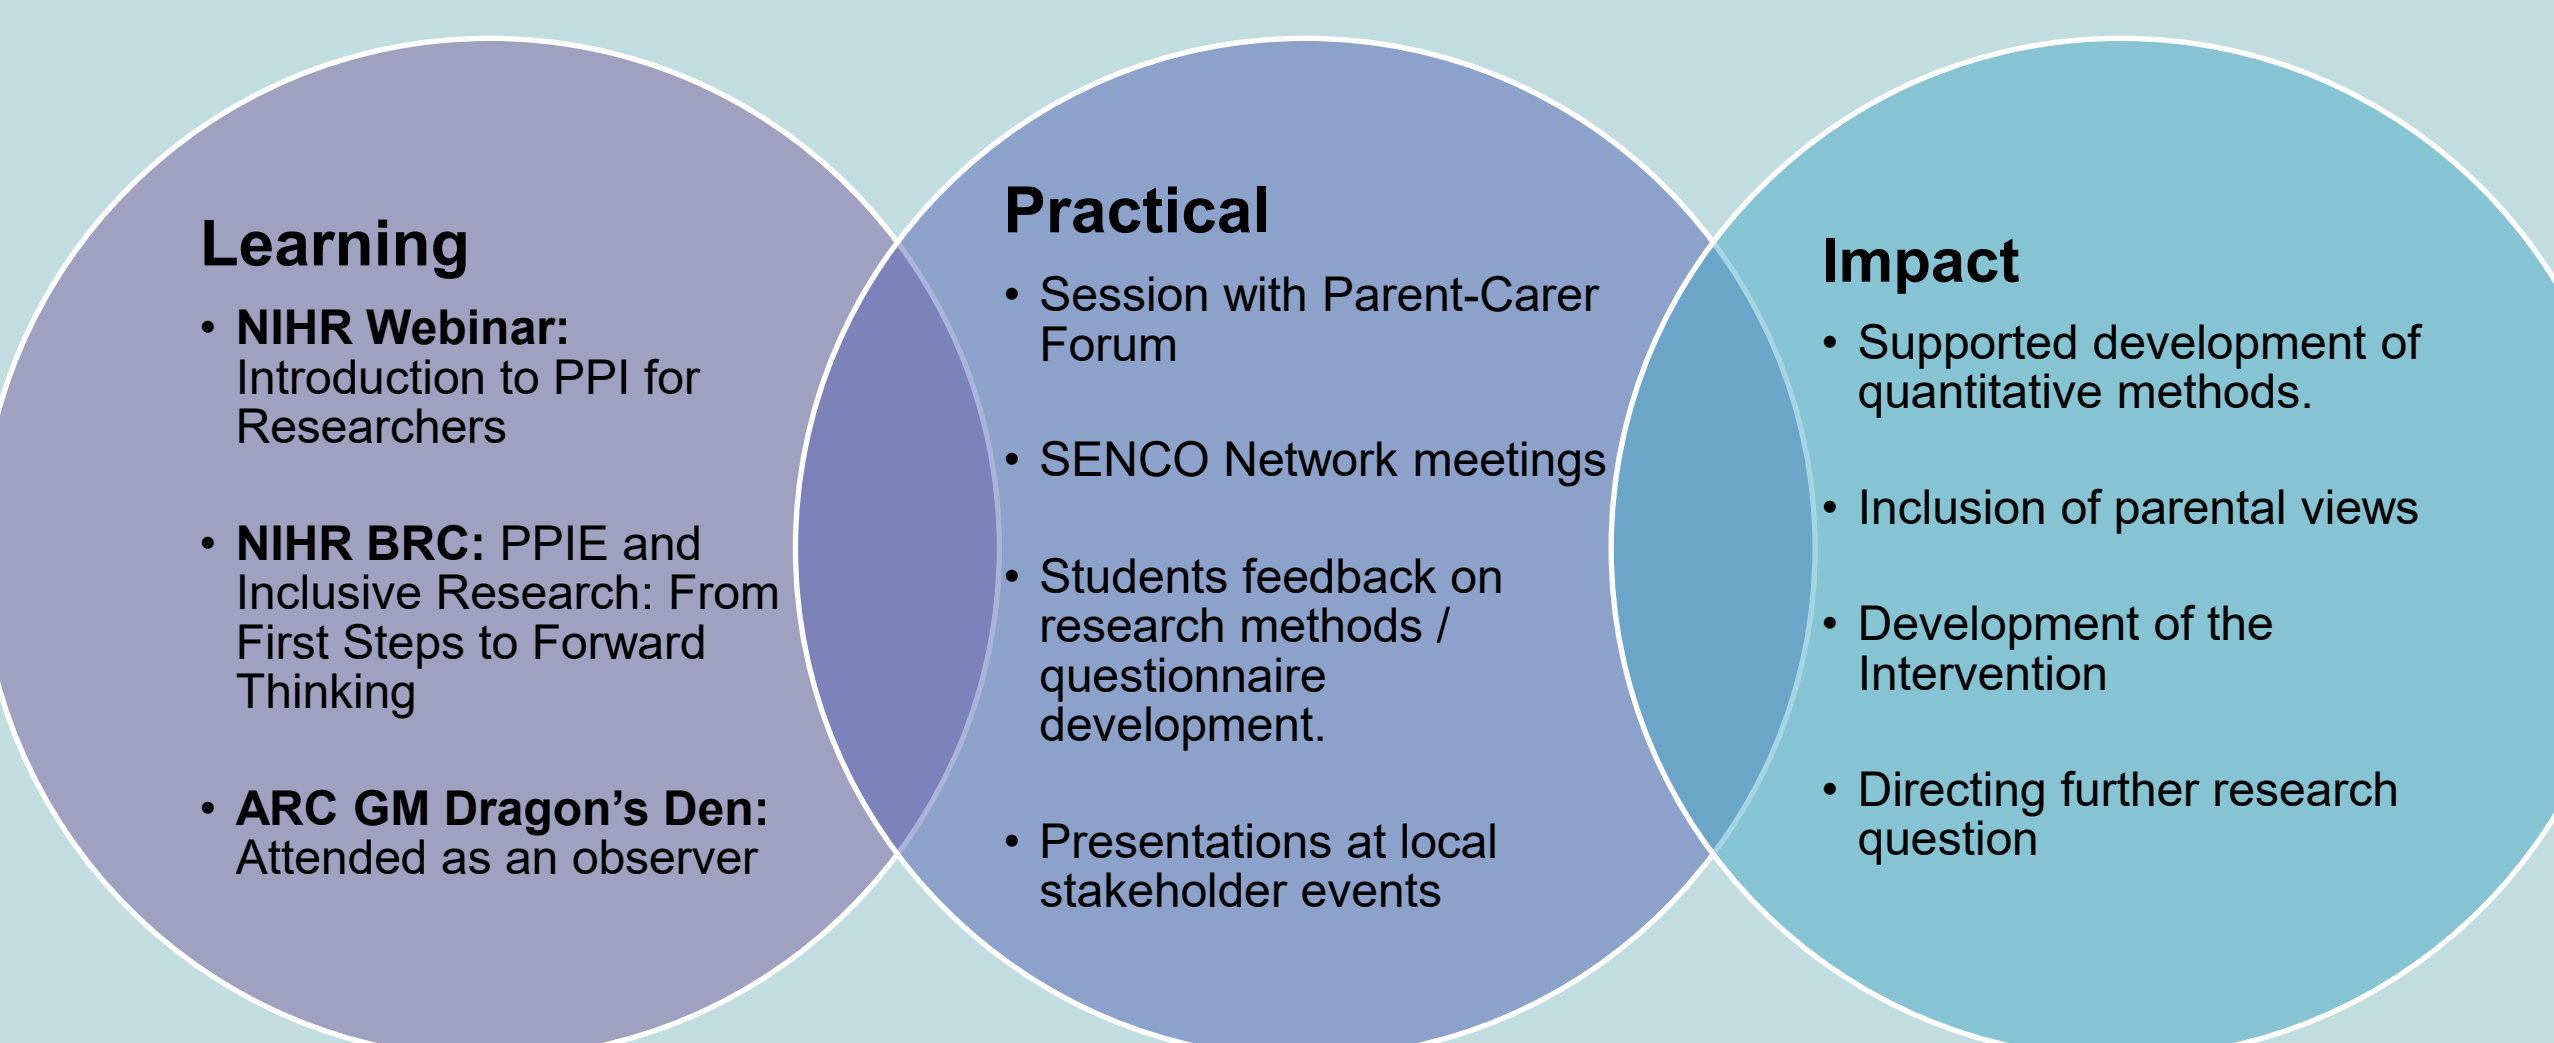 Learning
• NIHR Webinar:
Introduction to PPI for
Researchers
• NIHR BRC: PPIE and
Inclusive Research: From
First Steps to Forward
Thinking
• ARC GM Dragon’s Den:
Attended as an observer
Practical
• Session with Parent-Carer
Forum
• SENCO Network meetings
• Students feedback on
research methods /
questionnaire
development.
• Presentations at local
stakeholder events
Impact
• Supported development of
quantitative methods.
• Inclusion of parental views
• Development of the
Intervention
• Directing further research
question